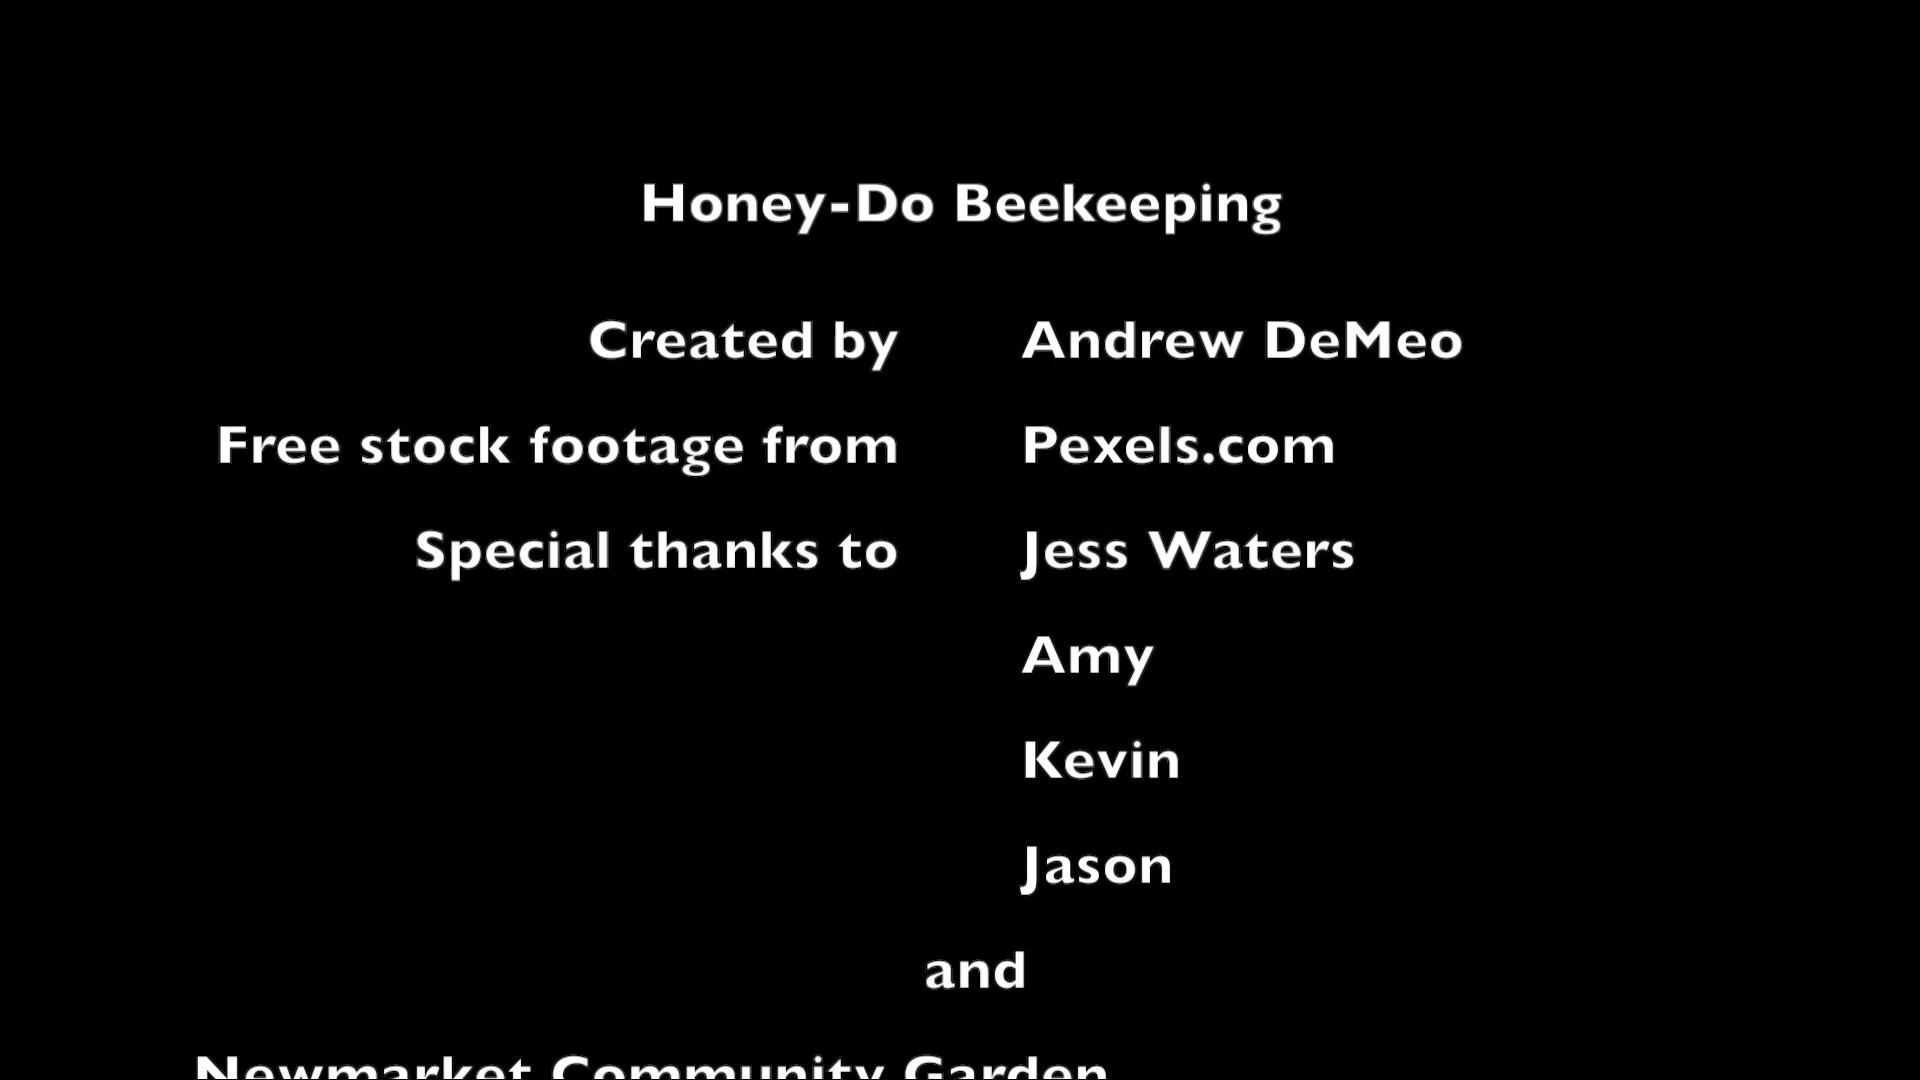 Honey-Do Beekeeping
Created by Andrew DeMeo
Free stock footage from Pexels.com
Special thanks to Jess Waters
Amy
Kevin
Jason
and
Newmarket Community Garden